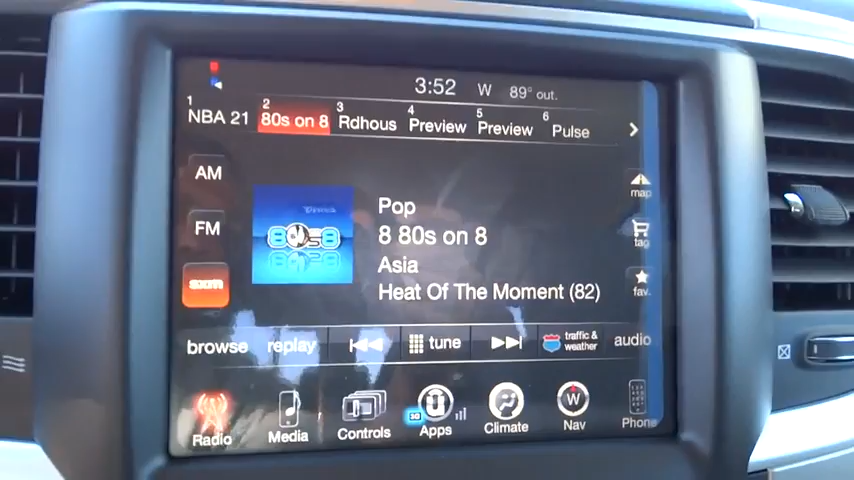 3:52 W 89° out.
1 NBA 21 2 80s on 8 3 Rdhous 4 Preview 5 Preview 6 Pulse
AM
FM
sxm
80s8
Pop
8 80s on 8
Asia
Heat Of The Moment (82)
map
tag
fav.
browse replay tune traffic & weather audio
Radio Media Controls 3G Apps Climate W Nav Phone